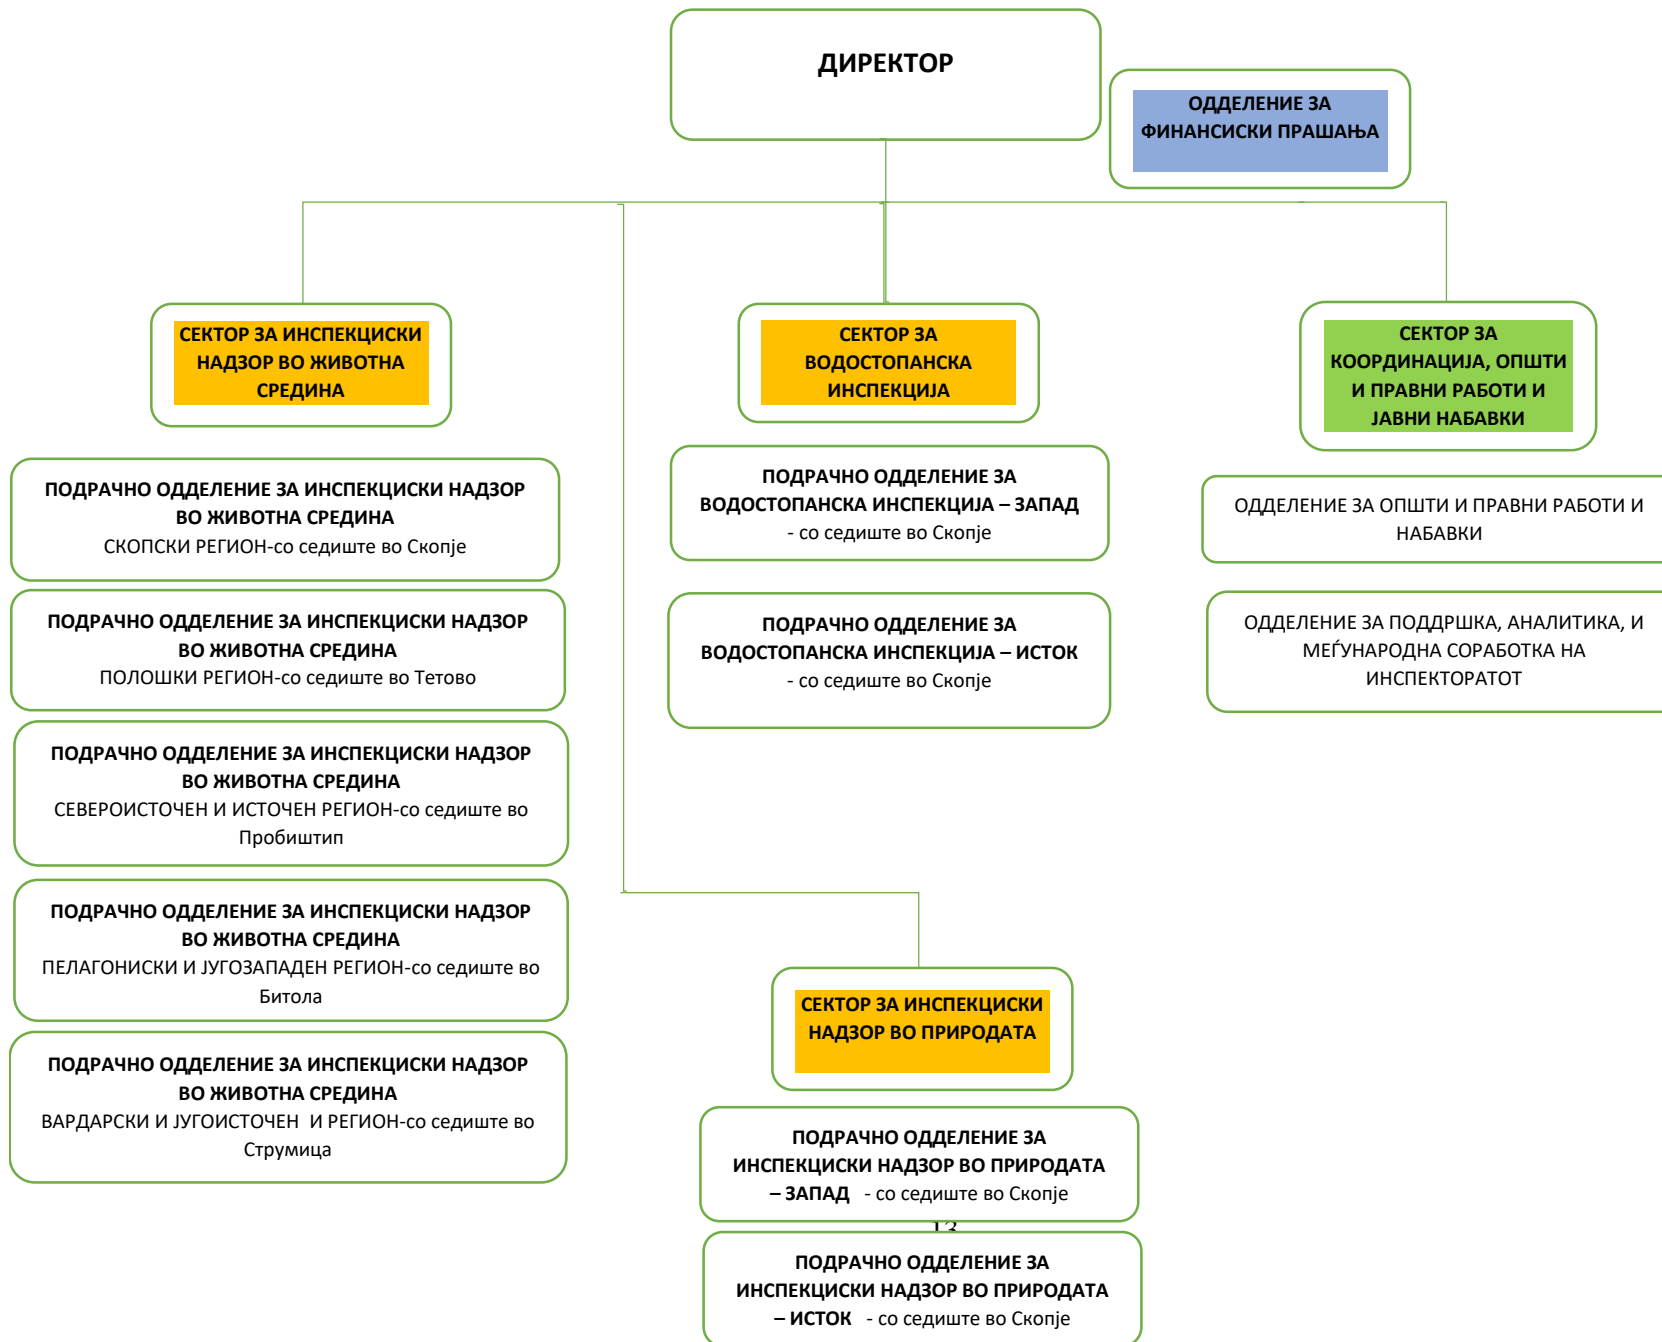 ДИРЕКТОР
ОДДЕЛЕНИЕ ЗА
ФИНАНСИСКИ ПРАШАЊА
СЕКТОР ЗА ИНСПЕКЦИСКИ
НАДЗОР ВО ЖИВОТНА
СРЕДИНА
ПОДРАЧНО ОДДЕЛЕНИЕ ЗА ИНСПЕКЦИСКИ НАДЗОР
ВО ЖИВОТНА СРЕДИНА
СКОПСКИ РЕГИОН-со седиште во Скопје
ПОДРАЧНО ОДДЕЛЕНИЕ ЗА ИНСПЕКЦИСКИ НАДЗОР
ВО ЖИВОТНА СРЕДИНА
ПОЛОШКИ РЕГИОН-со седиште во Тетово
ПОДРАЧНО ОДДЕЛЕНИЕ ЗА ИНСПЕКЦИСКИ НАДЗОР
ВО ЖИВОТНА СРЕДИНА
СЕВЕРОИСТОЧЕН И ИСТОЧЕН РЕГИОН-со седиште во
Пробиштип
ПОДРАЧНО ОДДЕЛЕНИЕ ЗА ИНСПЕКЦИСКИ НАДЗОР
ВО ЖИВОТНА СРЕДИНА
ПЕЛАГОНИСКИ И ЈУГОЗАПАДЕН РЕГИОН-со седиште во
Битола
ПОДРАЧНО ОДДЕЛЕНИЕ ЗА ИНСПЕКЦИСКИ НАДЗОР
ВО ЖИВОТНА СРЕДИНА
ВАРДАРСКИ И ЈУГОИСТОЧЕН  И РЕГИОН-со седиште во
Струмица
СЕКТОР ЗА
ВОДОСТОПАНСКА
ИНСПЕКЦИЈА
ПОДРАЧНО ОДДЕЛЕНИЕ ЗА
ВОДОСТОПАНСКА ИНСПЕКЦИЈА – ЗАПАД
- со седиште во Скопје
ПОДРАЧНО ОДДЕЛЕНИЕ ЗА
ВОДОСТОПАНСКА ИНСПЕКЦИЈА – ИСТОК
- со седиште во Скопје
СЕКТОР ЗА
КООРДИНАЦИЈА, ОПШТИ
И ПРАВНИ РАБОТИ И
ЈАВНИ НАБАВКИ
ОДДЕЛЕНИЕ ЗА ОПШТИ И ПРАВНИ РАБОТИ И
НАБАВКИ
ОДДЕЛЕНИЕ ЗА ПОДДРШКА, АНАЛИТИКА, И
МЕЃУНАРОДНА СОРАБОТКА НА
ИНСПЕКТОРАТОТ
СЕКТОР ЗА ИНСПЕКЦИСКИ
НАДЗОР ВО ПРИРОДАТА
ПОДРАЧНО ОДДЕЛЕНИЕ ЗА
ИНСПЕКЦИСКИ НАДЗОР ВО ПРИРОДАТА
– ЗАПАД - со седиште во Скопје
13
ПОДРАЧНО ОДДЕЛЕНИЕ ЗА
ИНСПЕКЦИСКИ НАДЗОР ВО ПРИРОДАТА
– ИСТОК - со седиште во Скопје